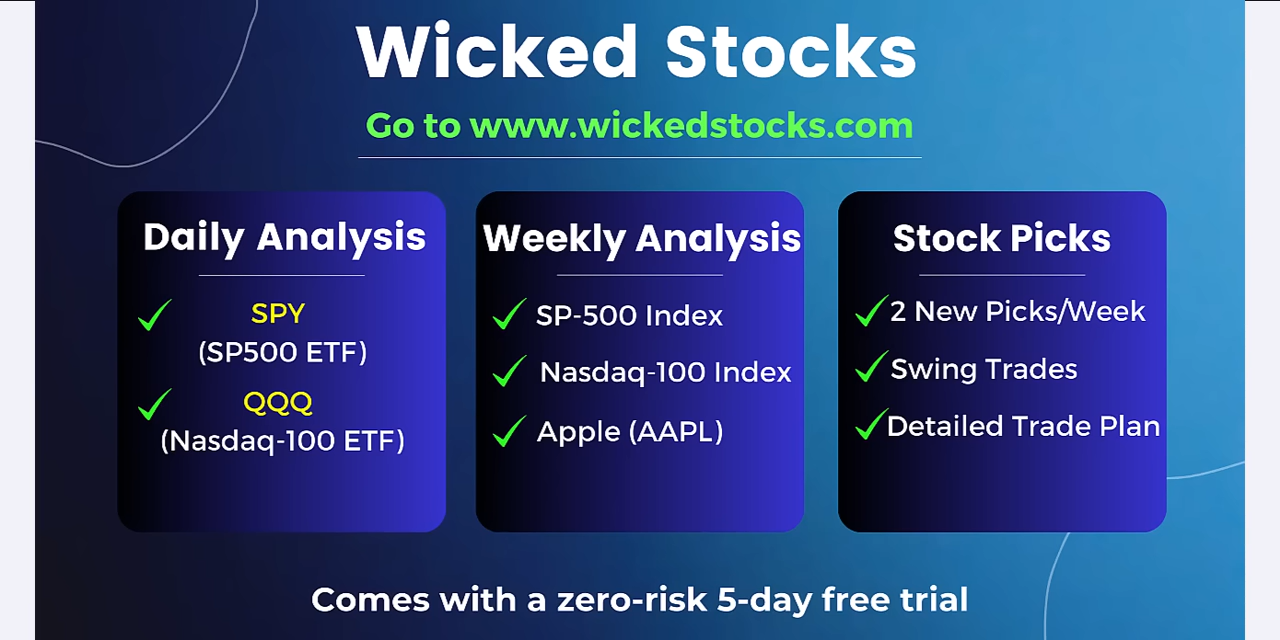 Wicked Stocks
Go to www.wickedstocks.com
Daily Analysis
SPY
(SP500 ETF)
QQQ
(Nasdaq-100 ETF)
Weekly Analysis
SP-500 Index
Nasdaq-100 Index
Apple (AAPL)
Stock Picks
2 New Picks/Week
Swing Trades
Detailed Trade Plan
Comes with a zero-risk 5-day free trial